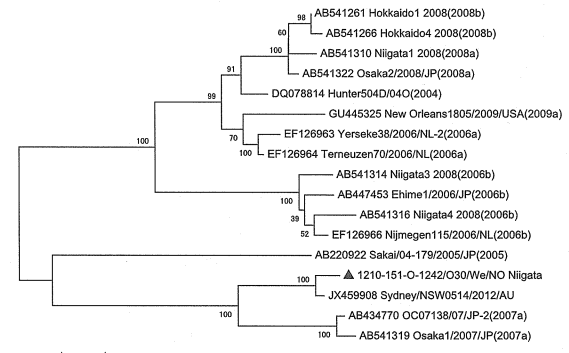 AB541261 Hokkaido1 2008(2008b)
98
AB541266 Hokkaido4 2008(2008b)
60
AB541310 Niigata1 2008(2008a)
100
AB541322 Osaka2/2008/JP(2008a)
91
DQ078814 Hunter504D/04O(2004)
99
GU445325 New Orleans1805/2009/USA(2009a)
70
EF126963 Yerseke38/2006/NL-2(2006a)
100
EF126964 Terneuzen70/2006/NL(2006a)
100
AB541314 Niigata3 2008(2006b)
100
AB447453 Ehime1/2006/JP(2006b)
39
AB541316 Niigata4 2008(2006b)
52
EF126966 Nijmegen115/2006/NL(2006b)
AB220922 Sakai/04-179/2005/JP(2005)
1210-151-O-1242/O30/We/NO Niigata
100
JX459908 Sydney/NSW0514/2012/AU
100
AB434770 OC07138/07/JP-2(2007a)
100
AB541319 Osaka1/2007/JP(2007a)